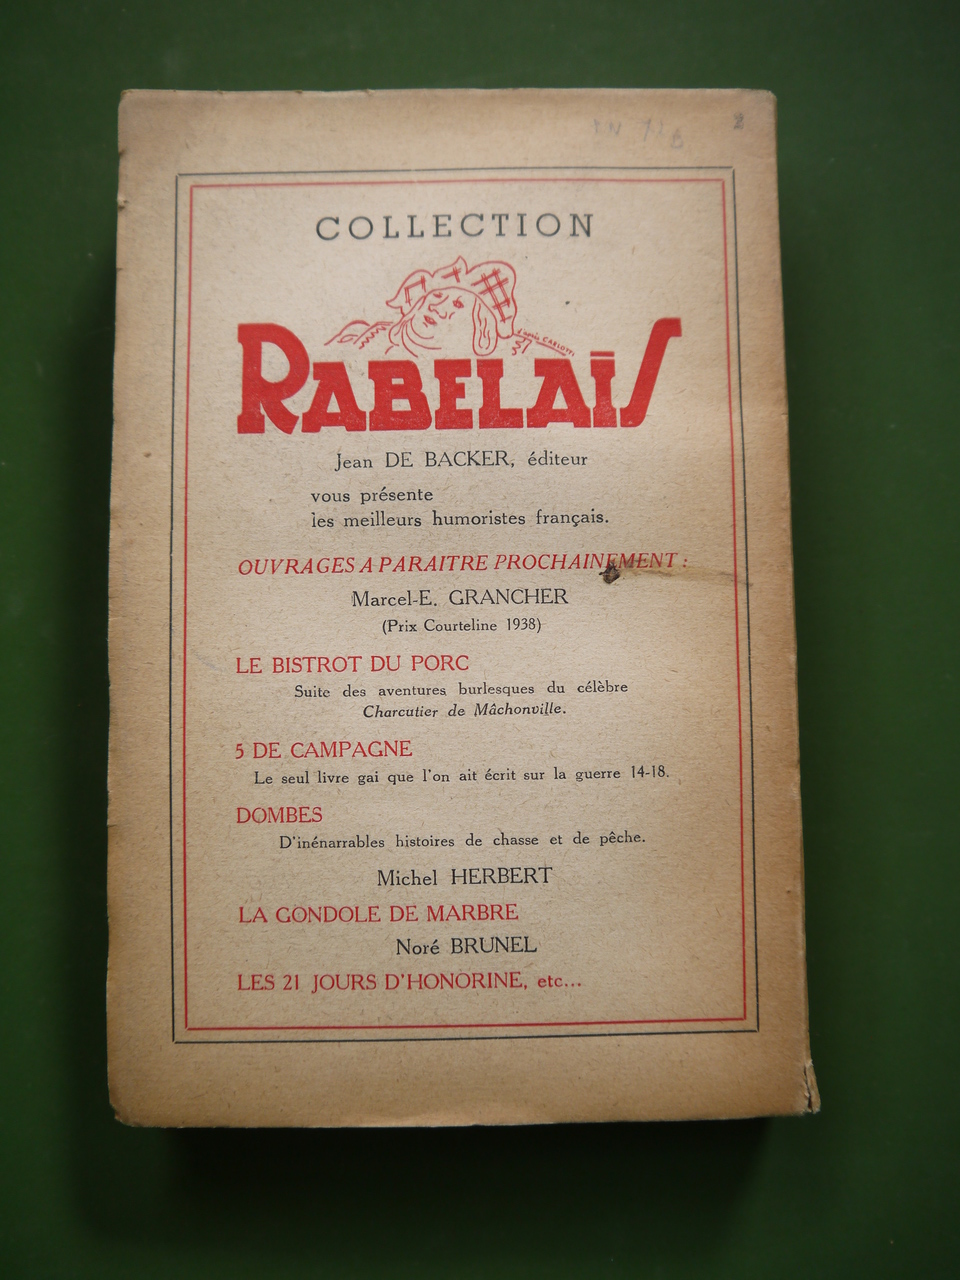 COLLECTION
d'après CARLOTTI
RABELAIS
Jean DE BACKER, éditeur
vous présente
les meilleurs humoristes français.
OUVRAGES A PARAITRE PROCHAINEMENT :
Marcel-E. GRANCHER
(Prix Courteline 1938)
LE BISTROT DU PORC
Suite des aventures burlesques du célèbre
Charcutier de Mâchonville.
5 DE CAMPAGNE
Le seul livre gai que l'on ait écrit sur la guerre 14-18.
DOMBES
D'inénarrables histoires de chasse et de pêche.
Michel HERBERT
LA GONDOLE DE MARBRE
Noré BRUNEL
LES 21 JOURS D'HONORINE, etc...